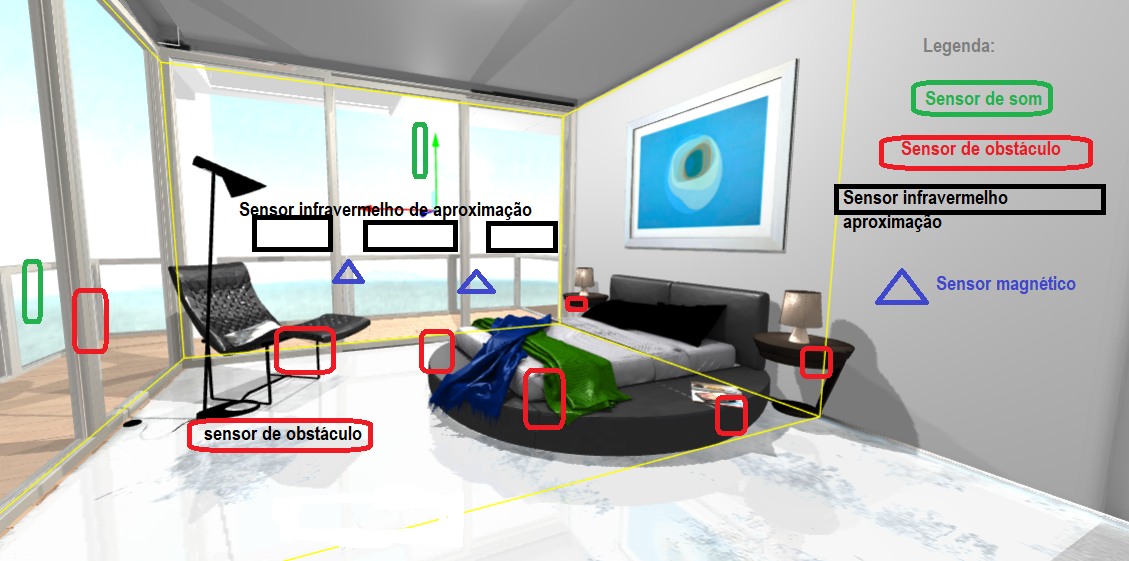 Legenda:
Sensor de som
Sensor de obstáculo
Sensor infravermelho
aproximação
Sensor magnético
Sensor infravermelho de aproximação
sensor de obstáculo